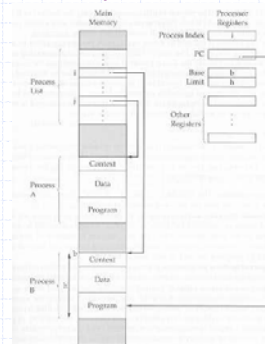 Main
Memory
Processor
Registers
Process Index
i
PC
Base
b
Limit
h
Other
Registers
Process
List
i
j
Process
A
Context
Data
Program
b
Process
B
h
Context
Data
Program